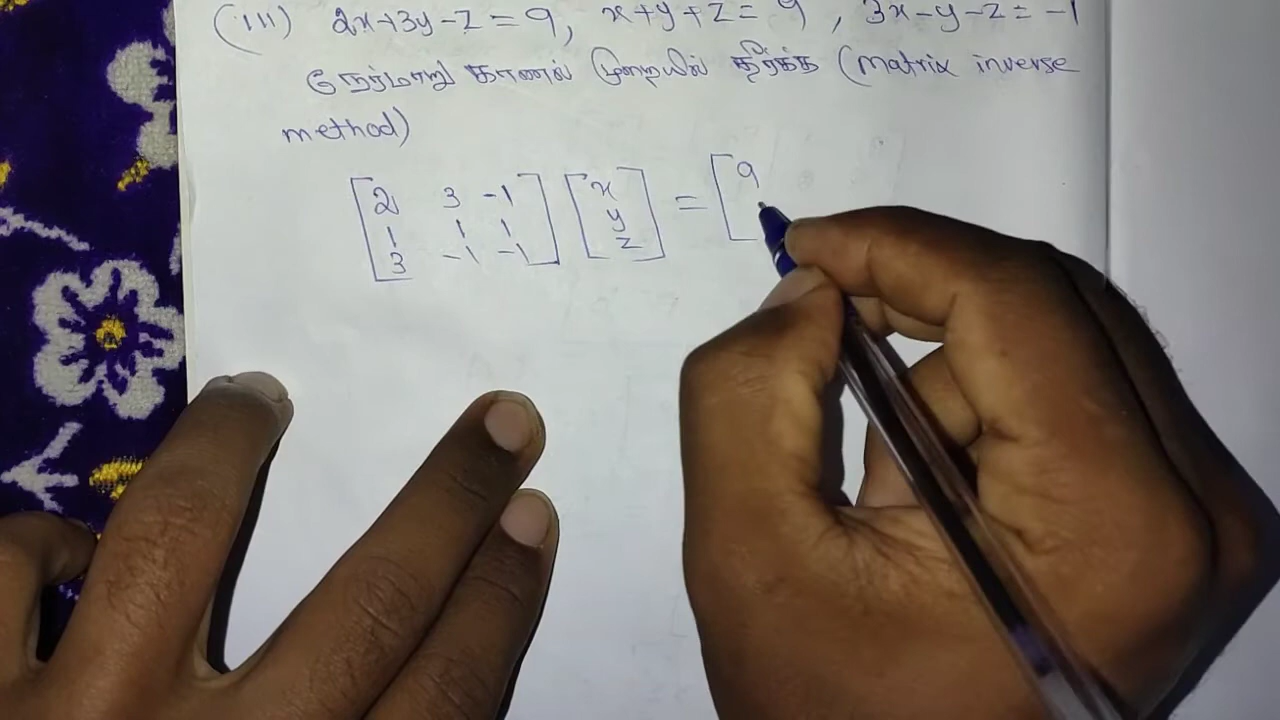 (iii) 2x+3y-z=9, x+y+z=9, 3x-y-z=-1
நேர்மாறு காணல் முறையில் தீர்க்க (matrix inverse
method)
[2 3 -1] [x] = [9
1 1 1 y
3 -1 -1 z